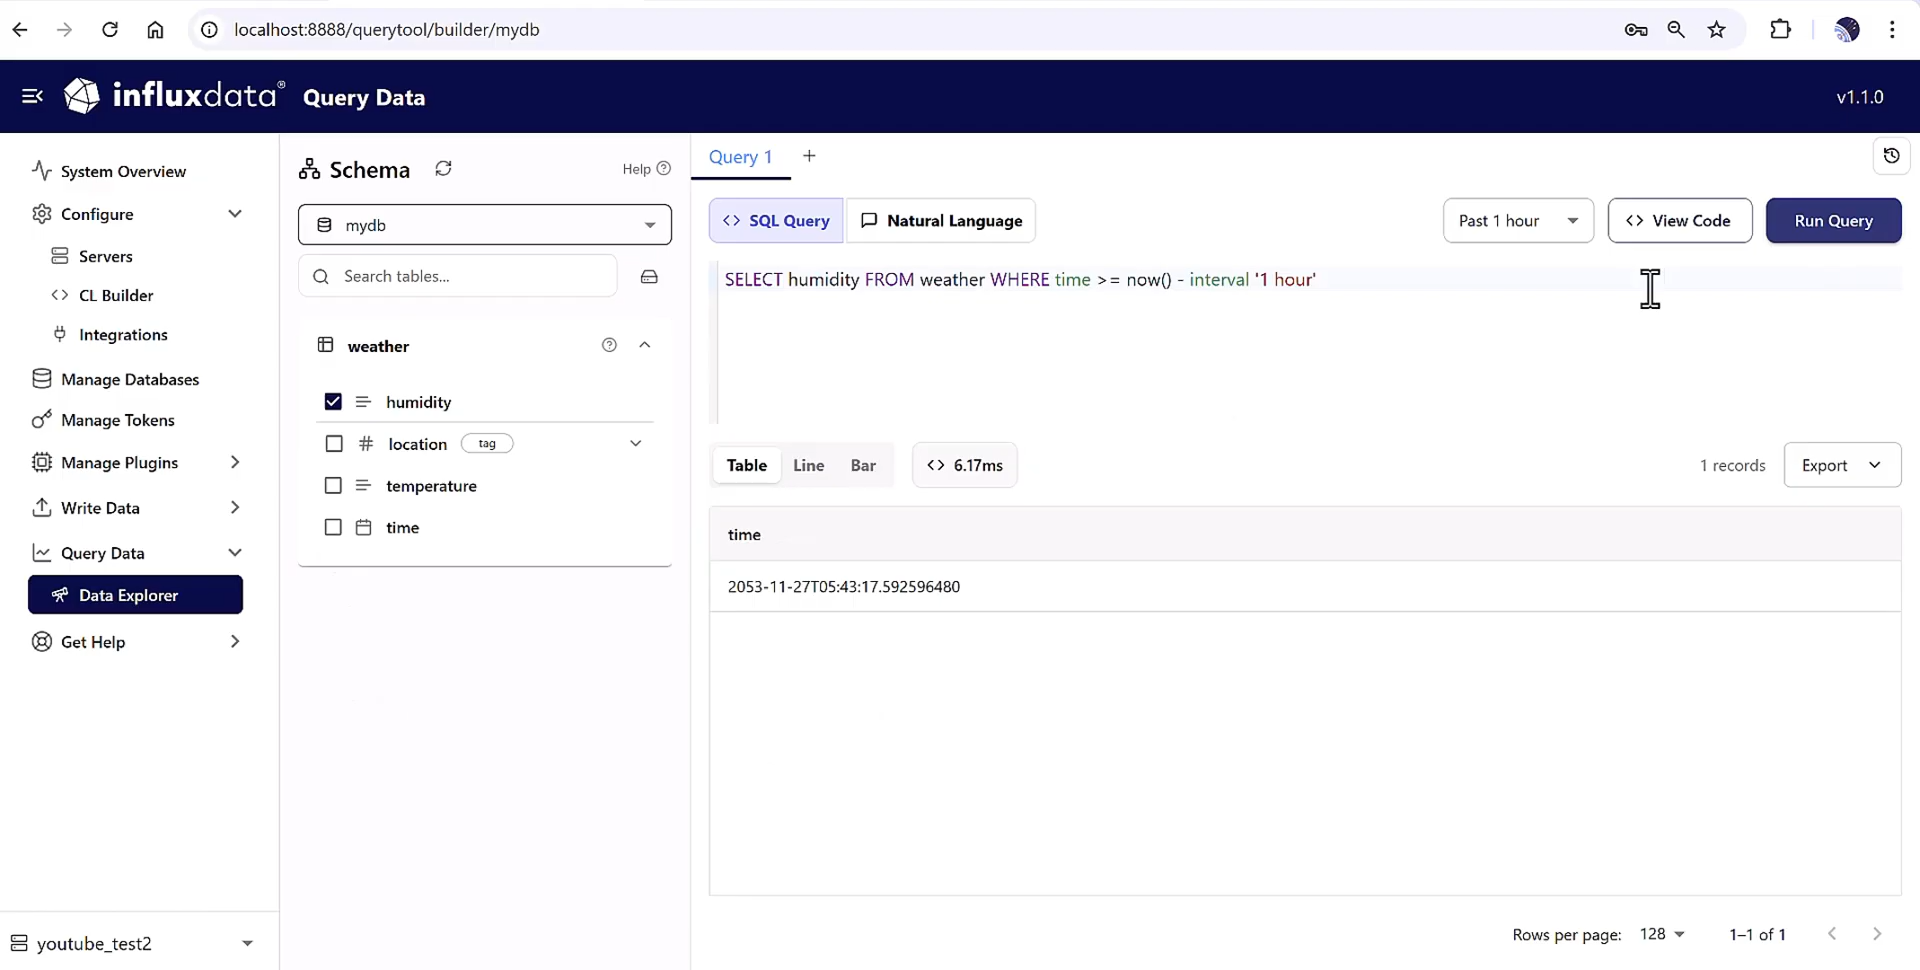 localhost:8888/querytool/builder/mydb
influxdata® Query Data
v1.1.0
System Overview
Configure
Servers
CL Builder
Integrations
Manage Databases
Manage Tokens
Manage Plugins
Write Data
Query Data
Data Explorer
Get Help
youtube_test2
Schema
Help
mydb
Search tables...
weather
humidity
location tag
temperature
time
Query 1 +
<> SQL Query Natural Language
Past 1 hour <> View Code Run Query
SELECT humidity FROM weather WHERE time >= now() - interval '1 hour'
Table Line Bar <> 6.17ms
1 records Export
time
2053-11-27T05:43:17.592596480
Rows per page: 128 1–1 of 1